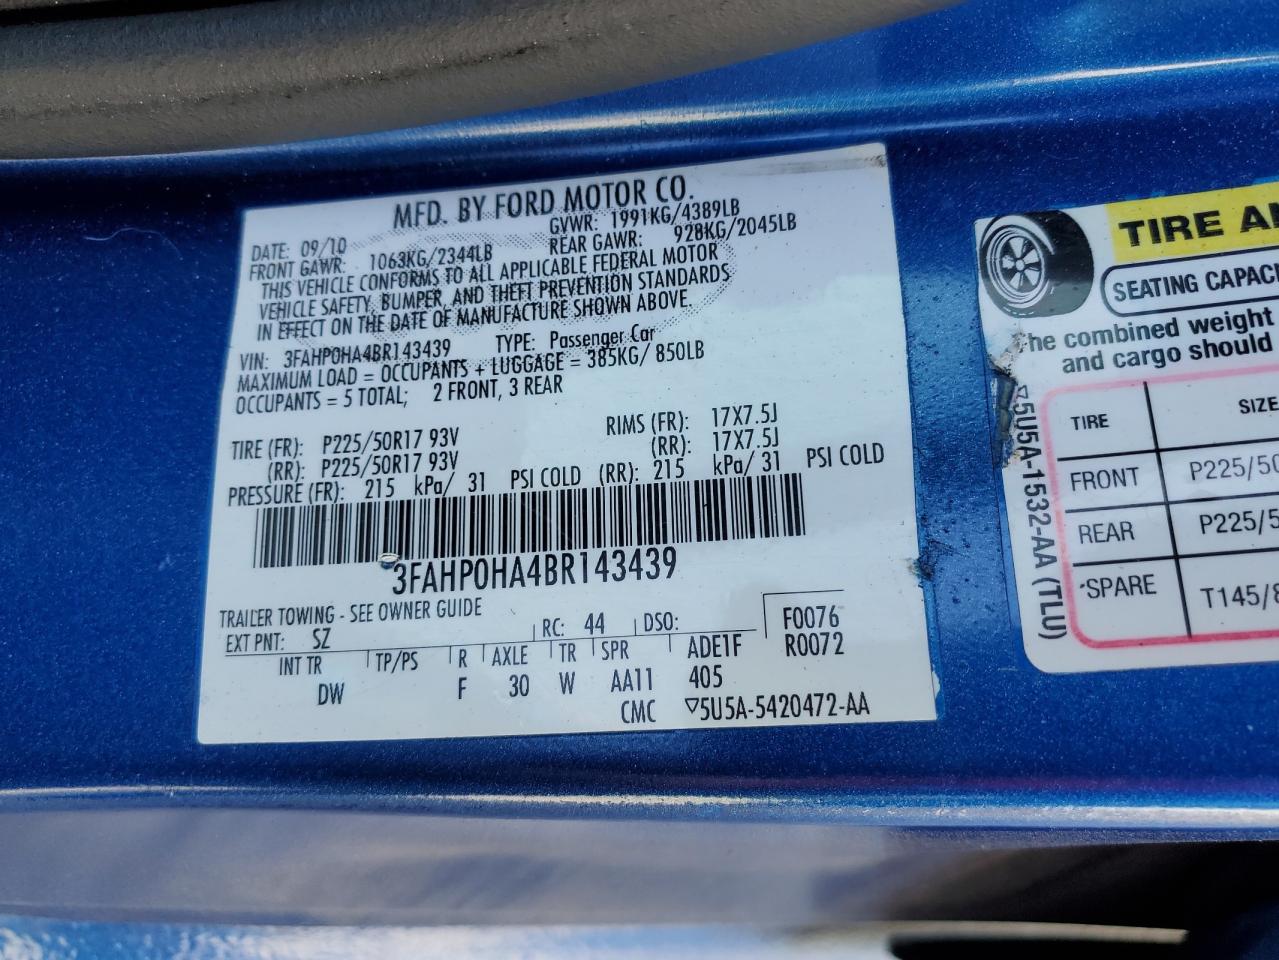 MFD. BY FORD MOTOR CO.
DATE: 09/10 GVWR: 1991KG/4389LB
FRONT GAWR: 1063KG/2344LB REAR GAWR: 928KG/2045LB
THIS VEHICLE CONFORMS TO ALL APPLICABLE FEDERAL MOTOR
VEHICLE SAFETY, BUMPER, AND THEFT PREVENTION STANDARDS
IN EFFECT ON THE DATE OF MANUFACTURE SHOWN ABOVE.
VIN: 3FAHP0HA4BR143439 TYPE: Passenger Car
MAXIMUM LOAD = OCCUPANTS + LUGGAGE = 385KG/ 850LB
OCCUPANTS = 5 TOTAL; 2 FRONT, 3 REAR
TIRE (FR): P225/50R17 93V RIMS (FR): 17X7.5J
(RR): P225/50R17 93V (RR): 17X7.5J
PRESSURE (FR): 215 kPa/ 31 PSI COLD (RR): 215 kPa/ 31 PSI COLD
3FAHP0HA4BR143439
TRAILER TOWING - SEE OWNER GUIDE
EXT PNT: SZ RC: 44 DSO: F0076
INT TR TP/PS R AXLE TR SPR ADE1F R0072
DW F 30 W AA11 405
CMC ▽5U5A-5420472-AA
TIRE A
SEATING CAPAC
The combined weight
and cargo should
TIRE SIZE
FRONT P225/50
REAR P225/5
SPARE T145/8
▽5U5A-1532-AA (TLU)